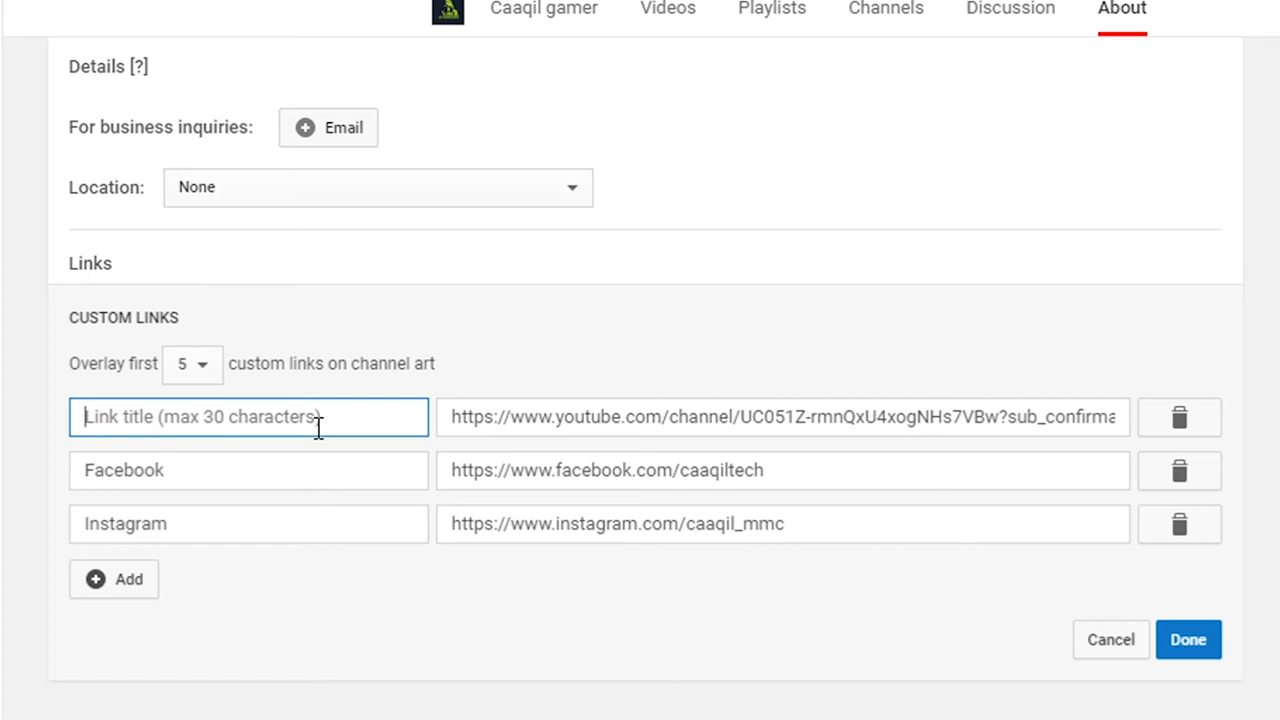 Caaqil gamer Videos Playlists Channels Discussion About
Details [?]
For business inquiries: Email
Location: None
Links
CUSTOM LINKS
Overlay first 5 custom links on channel art
Link title (max 30 characters) https://www.youtube.com/channel/UC051Z-rmnQxU4xogNHs7VBw?sub_confirma
Facebook https://www.facebook.com/caaqiltech
Instagram https://www.instagram.com/caaqil_mmc
Add
Cancel Done